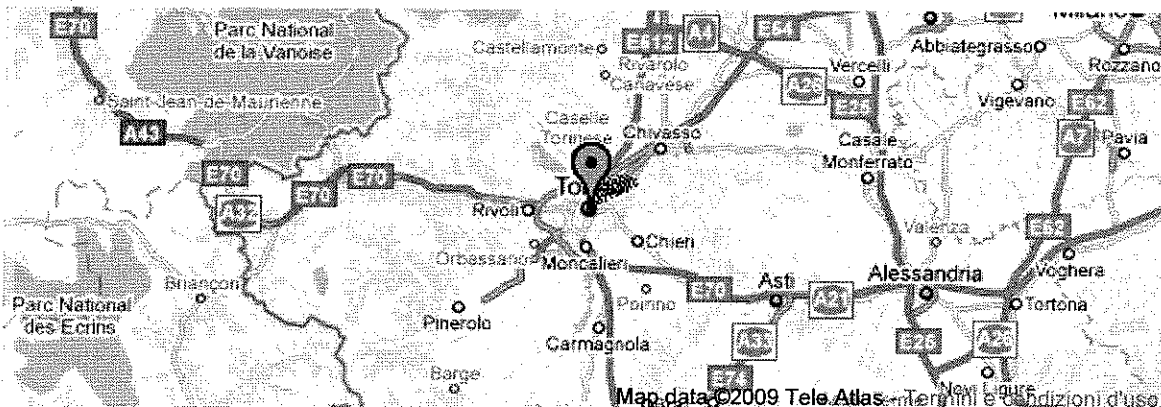 E70
Parc National
de la Vanoise
Castellamonte
E612
A4
E64
Abbiategrasso
Rozzano
Rivarolo
Canavese
A26
Vercelli
Vigevano
E62
Saint-Jean-de-Maurienne
A43
Caselle
Torinese
Chivasso
E25
Casale
Monferrato
A7
Pavia
E70
E70
E70
A32
Rivoli
Chieri
Valenza
E62
Orbassano
Moncalieri
Voghera
Briançon
E70
Asti
Alessandria
Poirino
A21
Tortona
Parc National
des Ecrins
Pinerolo
Carmagnola
A33
E25
Barge
Novi Ligure
Map data ©2009 Tele Atlas - Termini e condizioni d'uso